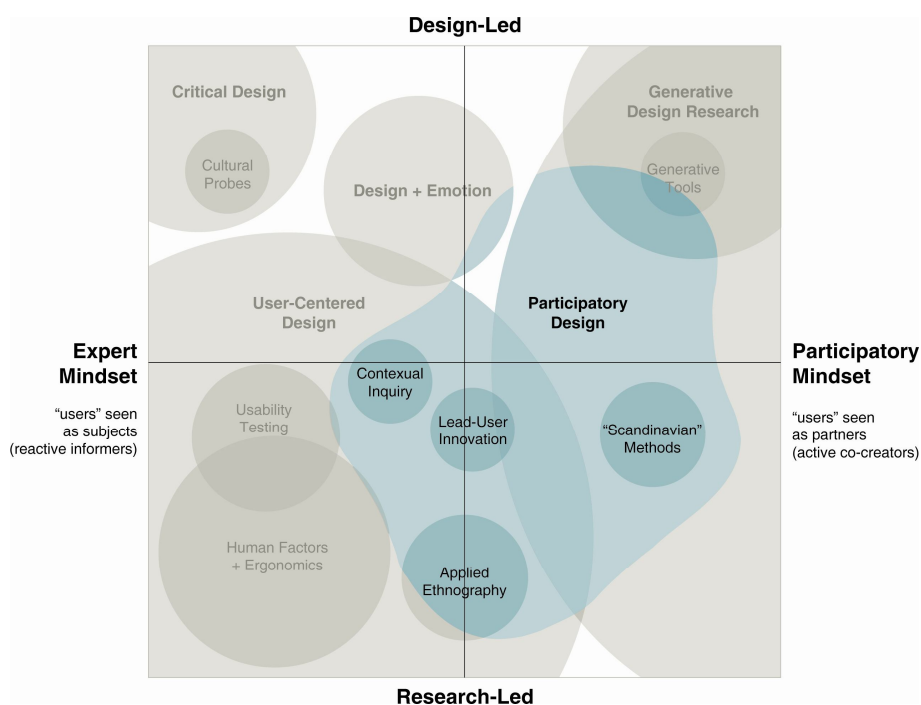 Design-Led
Critical Design
Cultural
Probes
Design + Emotion
Generative
Design Research
Generative
Tools
User-Centered
Design
Participatory
Design
Expert
Mindset
“users” seen
as subjects
(reactive informers)
Participatory
Mindset
“users” seen
as partners
(active co-creators)
Contexual
Inquiry
Usability
Testing
Lead-User
Innovation
“Scandinavian”
Methods
Human Factors
+ Ergonomics
Applied
Ethnography
Research-Led